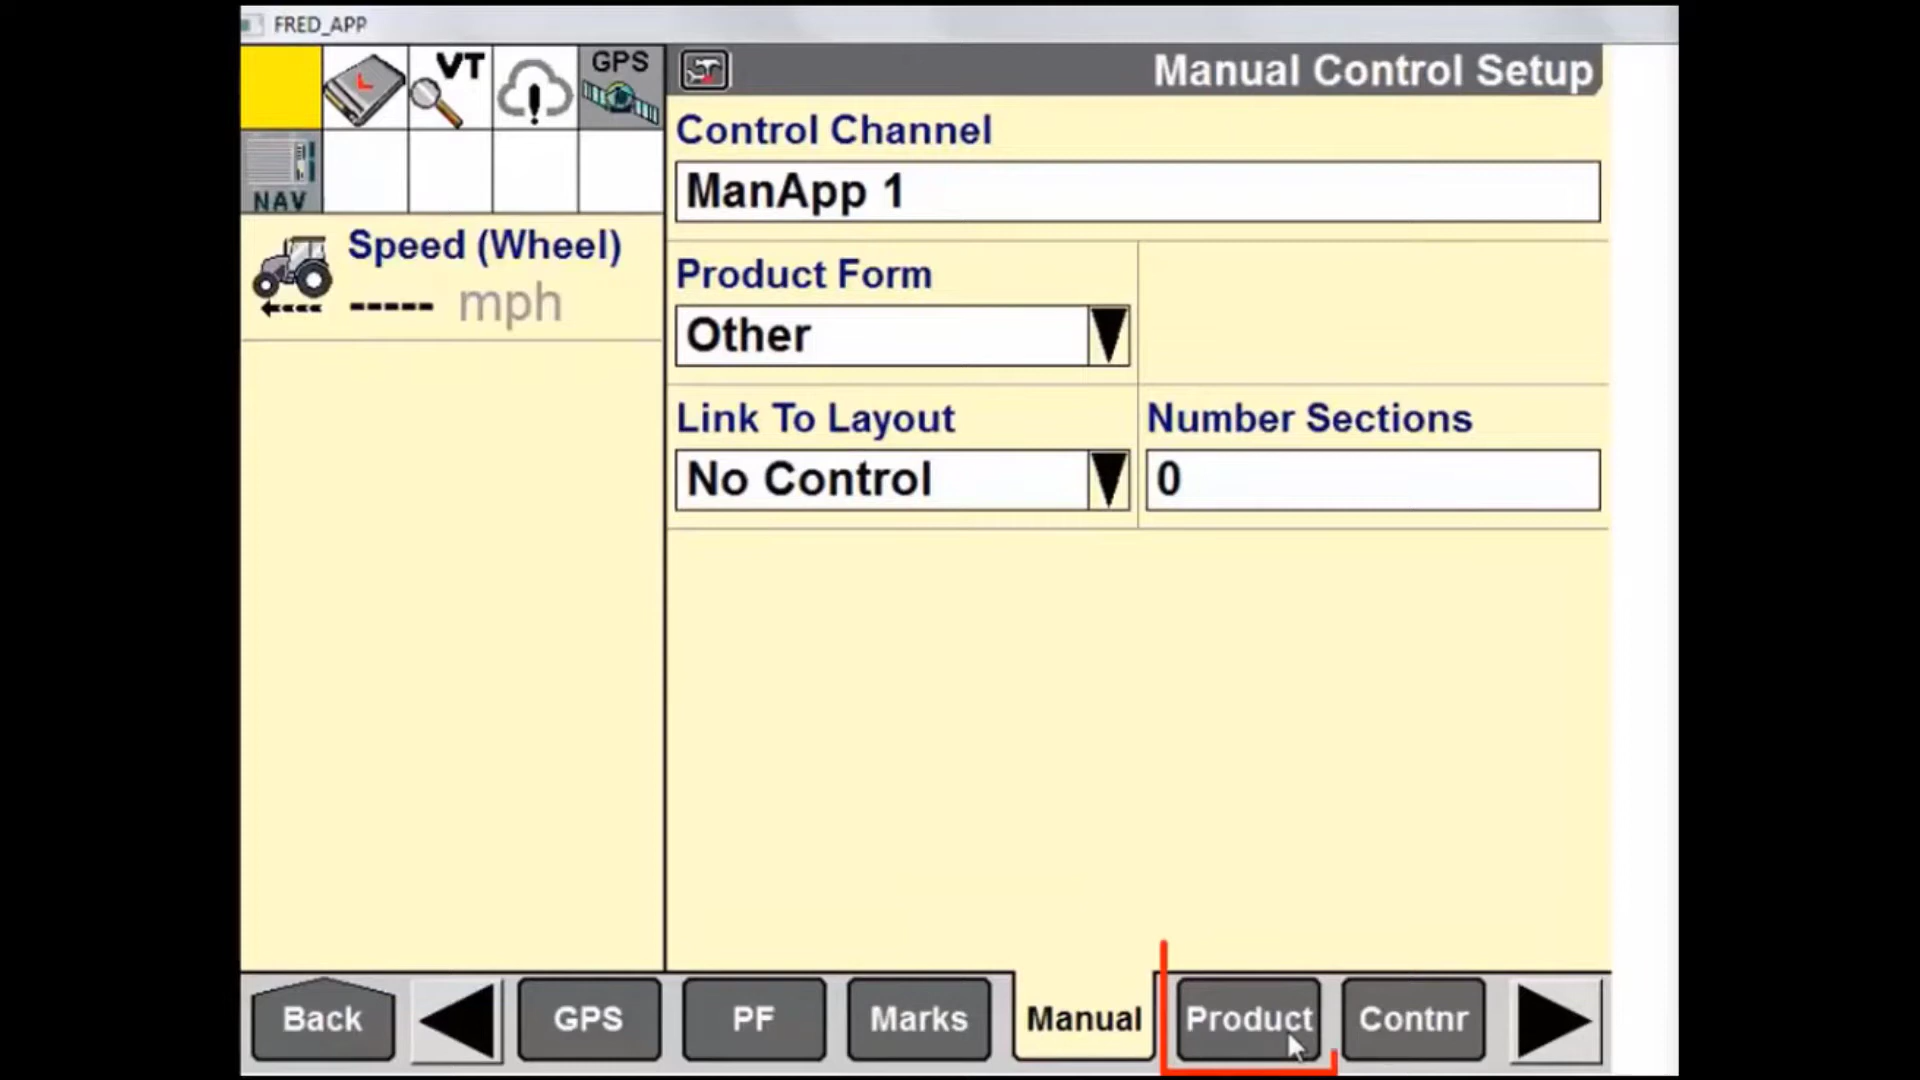 FRED_APP
VT
GPS
NAV
Speed (Wheel)
----- mph
Manual Control Setup
Control Channel
ManApp 1
Product Form
Other
Link To Layout
No Control
Number Sections
0
Back
GPS
PF
Marks
Manual
Product
Contnr